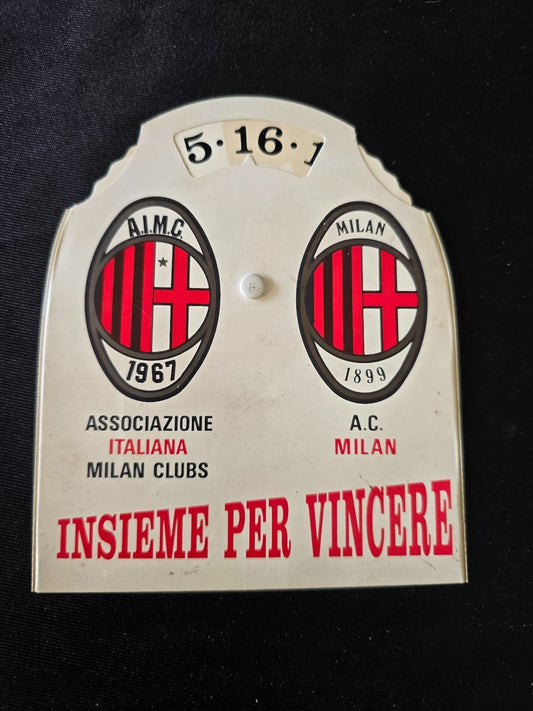 5·16·1
A.I.M.C.
1967
ASSOCIAZIONE
ITALIANA
MILAN CLUBS
MILAN
1899
A.C.
MILAN
INSIEME PER VINCERE